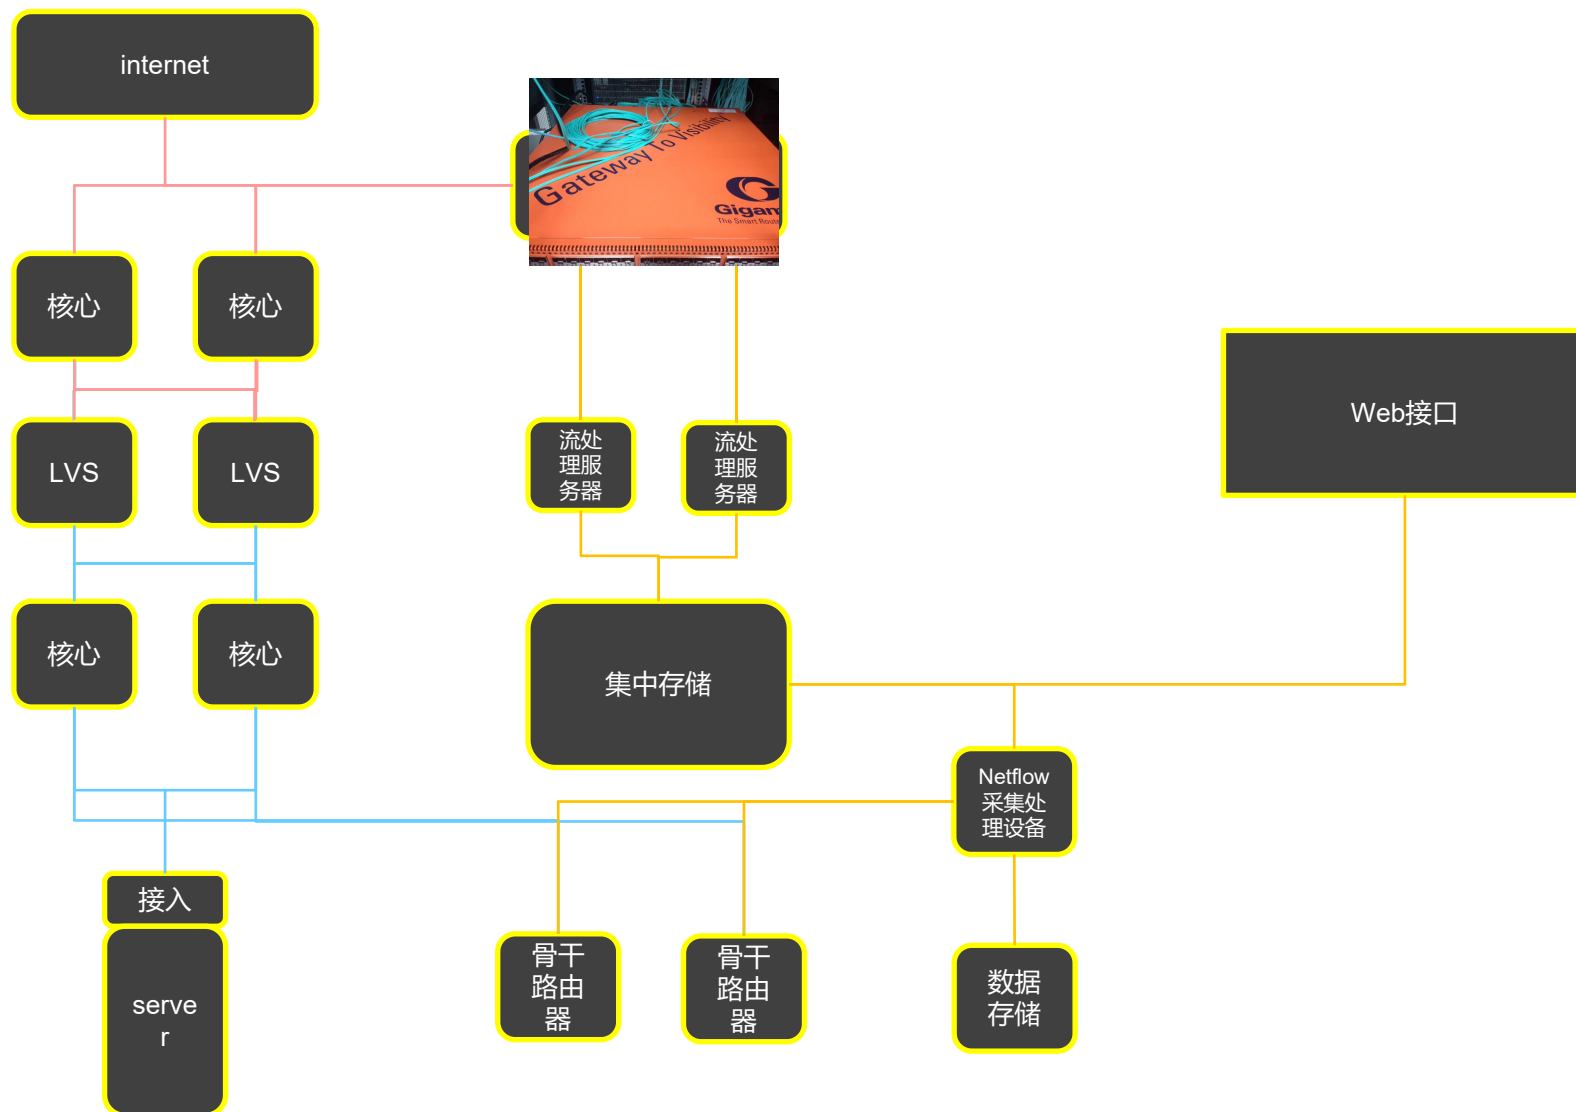 internet
Gateway To Visibility
Gigam
The Smart Route
核心
核心
Web接口
LVS
LVS
流处
理服
务器
流处
理服
务器
核心
核心
集中存储
Netflow
采集处
理设备
接入
serve
r
骨干
路由
器
骨干
路由
器
数据
存储